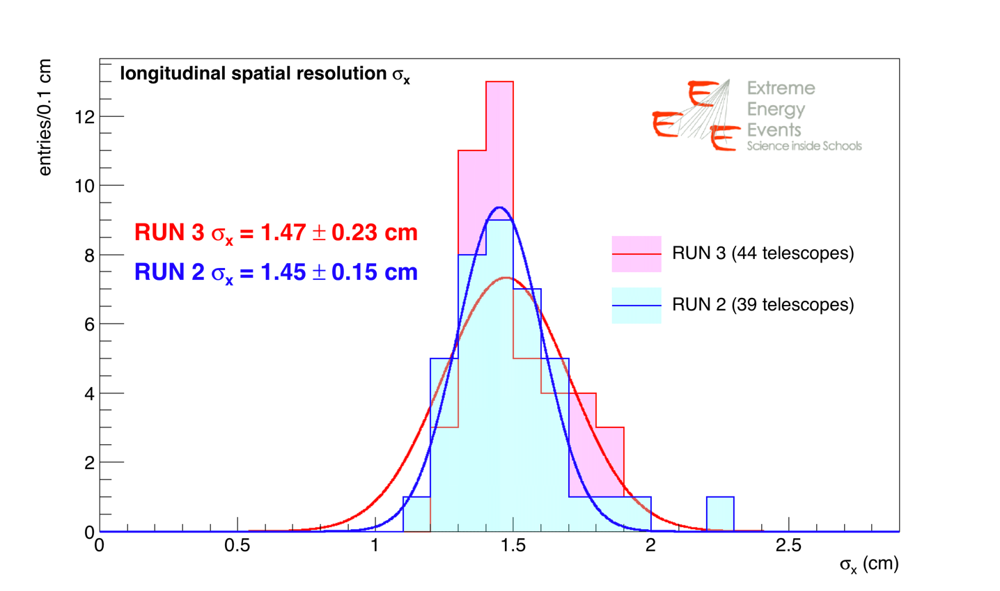 longitudinal spatial resolution σx
entries/0.1 cm
Extreme
Energy
Events
Science inside Schools
RUN 3 σx = 1.47 ± 0.23 cm
RUN 2 σx = 1.45 ± 0.15 cm
RUN 3 (44 telescopes)
RUN 2 (39 telescopes)
12
10
8
6
4
2
0
0 0.5 1 1.5 2 2.5
σx (cm)